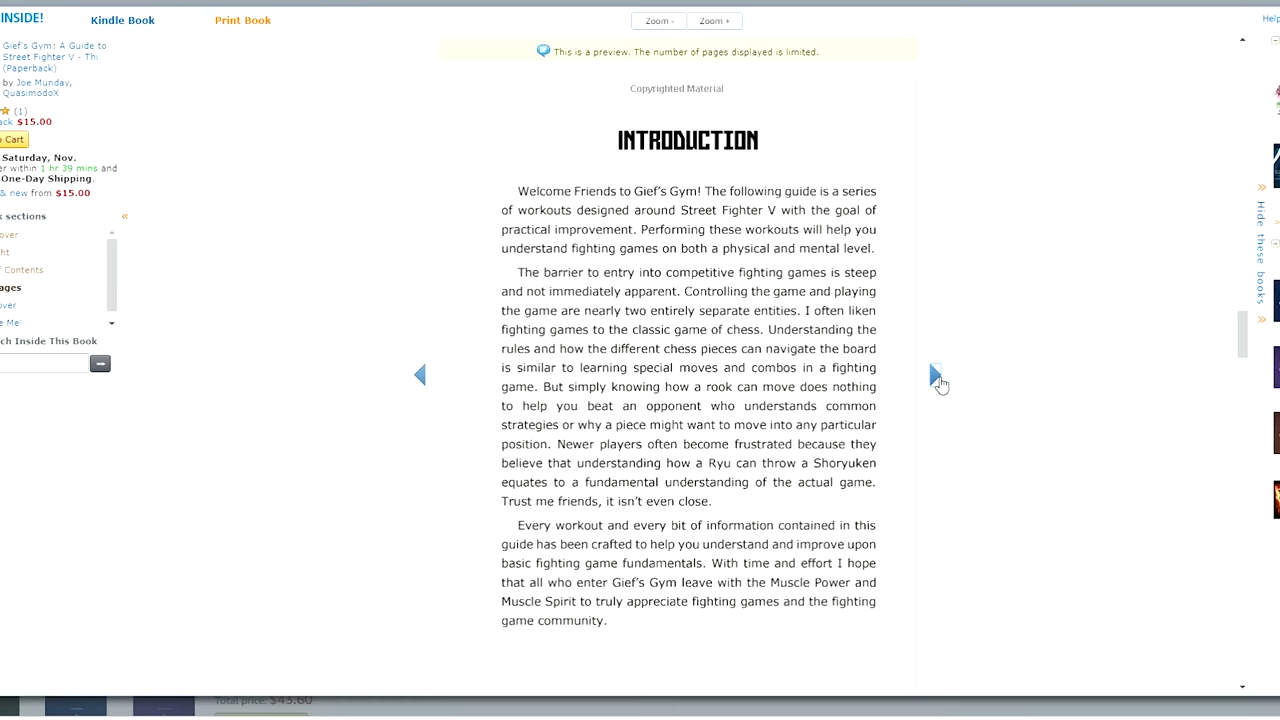 INSIDE!
Kindle Book
Print Book
Zoom -
Zoom +
Help
Gief's Gym: A Guide to
Street Fighter V - Thi
(Paperback)
by Joe Munday,
QuasimodoX
(1)
ack $15.00
o Cart
Saturday, Nov.
er within 1 hr 39 mins and
One-Day Shipping.
& new from $15.00
k sections
over
ht
f Contents
ages
over
e Me!
ch Inside This Book
This is a preview. The number of pages displayed is limited.
Copyrighted Material
INTRODUCTION
Welcome Friends to Gief's Gym! The following guide is a series
of workouts designed around Street Fighter V with the goal of
practical improvement. Performing these workouts will help you
understand fighting games on both a physical and mental level.
The barrier to entry into competitive fighting games is steep
and not immediately apparent. Controlling the game and playing
the game are nearly two entirely separate entities. I often liken
fighting games to the classic game of chess. Understanding the
rules and how the different chess pieces can navigate the board
is similar to learning special moves and combos in a fighting
game. But simply knowing how a rook can move does nothing
to help you beat an opponent who understands common
strategies or why a piece might want to move into any particular
position. Newer players often become frustrated because they
believe that understanding how a Ryu can throw a Shoryuken
equates to a fundamental understanding of the actual game.
Trust me friends, it isn't even close.
Every workout and every bit of information contained in this
guide has been crafted to help you understand and improve upon
basic fighting game fundamentals. With time and effort I hope
that all who enter Gief's Gym leave with the Muscle Power and
Muscle Spirit to truly appreciate fighting games and the fighting
game community.
Hide these books
Total price: $43.60